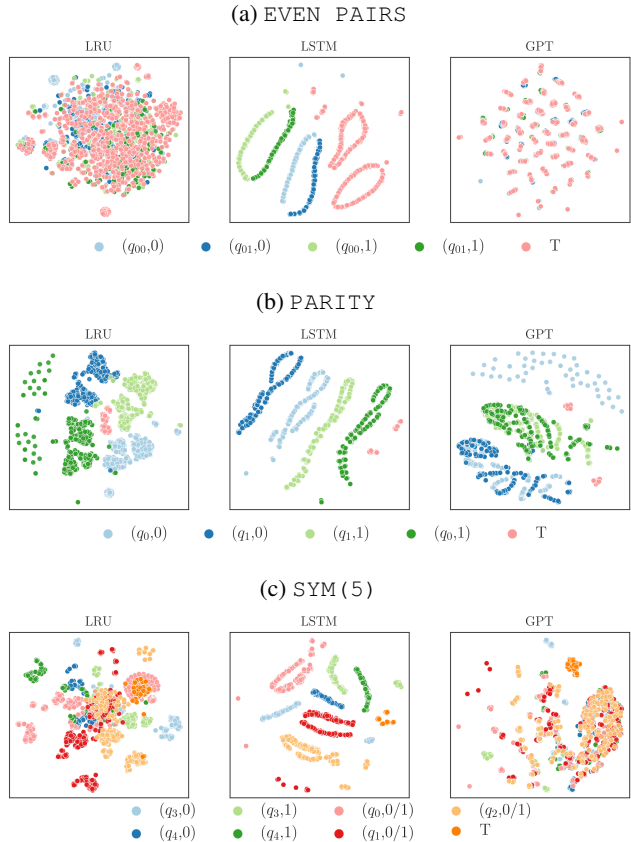 (a) EVEN PAIRS
LRU LSTM GPT
(q00,0) (q01,0) (q00,1) (q01,1) T
(b) PARITY
LRU LSTM GPT
(q0,0) (q1,0) (q1,1) (q0,1) T
(c) SYM(5)
LRU LSTM GPT
(q3,0) (q3,1) (q0,0/1) (q2,0/1)
(q4,0) (q4,1) (q1,0/1) T